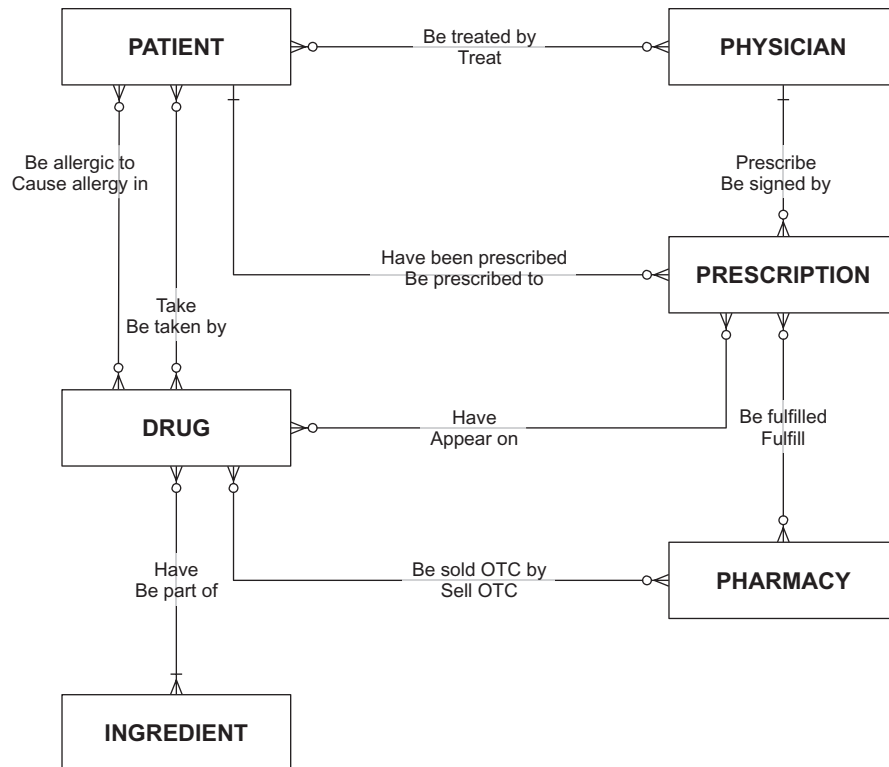 PATIENT
Be treated by
Treat
PHYSICIAN
Be allergic to
Cause allergy in
Prescribe
Be signed by
Have been prescribed
Be prescribed to
PRESCRIPTION
Take
Be taken by
DRUG
Have
Appear on
Be fulfilled
Fulfill
Have
Be part of
Be sold OTC by
Sell OTC
PHARMACY
INGREDIENT